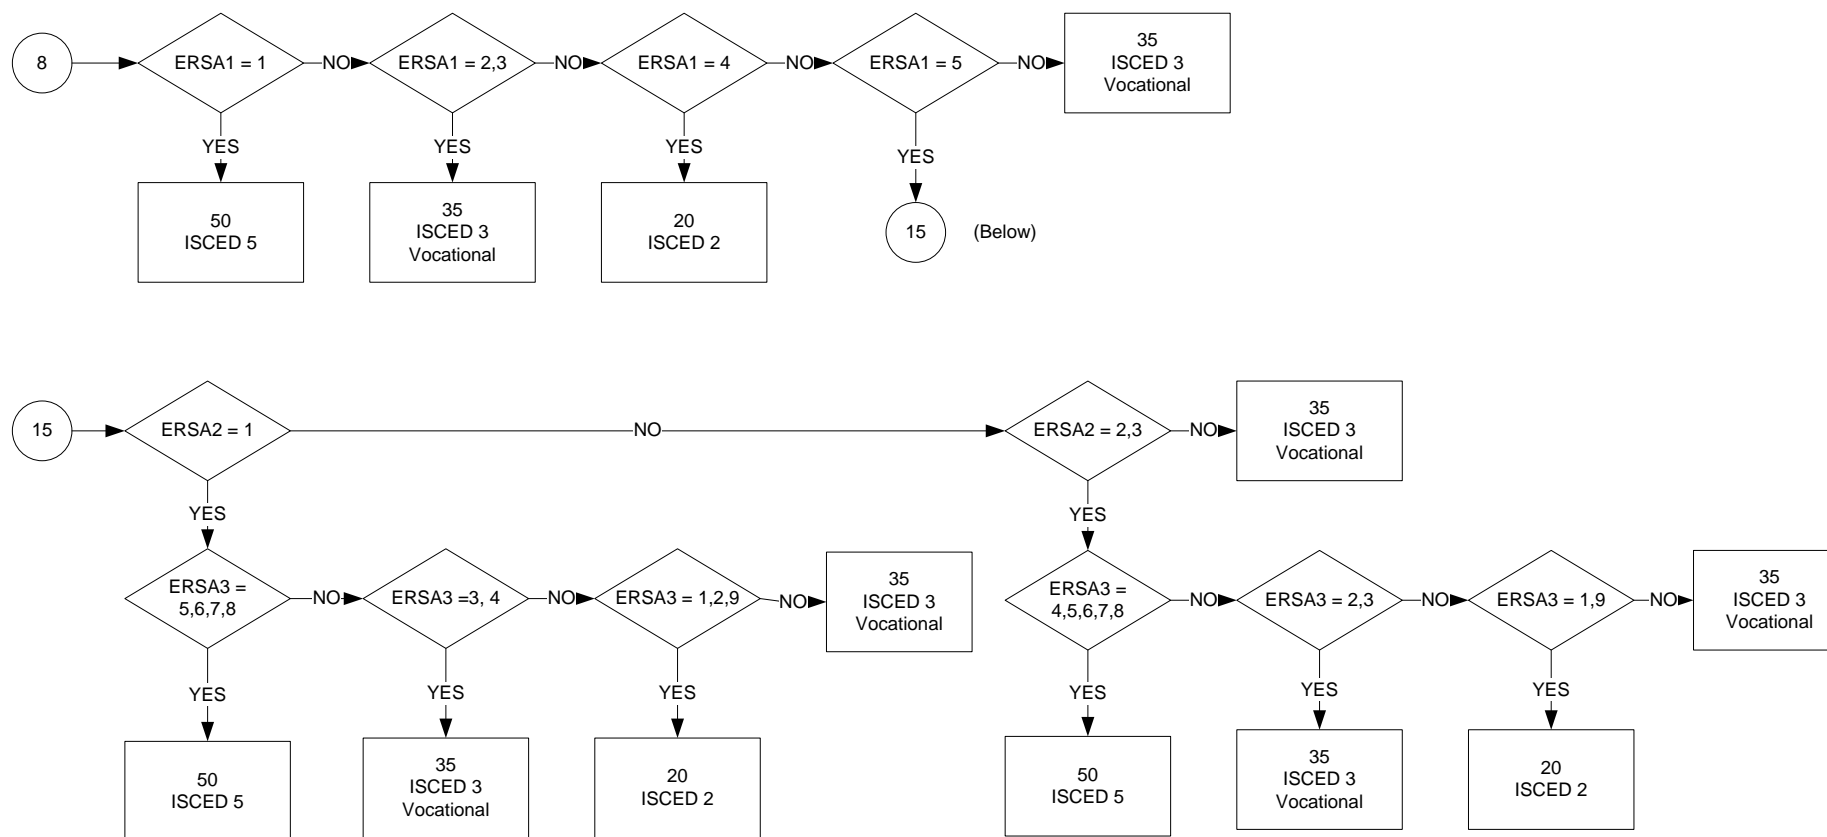 8
ERSA1 = 1
NO
ERSA1 = 2,3
NO
ERSA1 = 4
NO
ERSA1 = 5
NO
35
ISCED 3
Vocational
YES
YES
YES
YES
50
ISCED 5
35
ISCED 3
Vocational
20
ISCED 2
15
(Below)
15
ERSA2 = 1
NO
ERSA2 = 2,3
NO
35
ISCED 3
Vocational
YES
YES
ERSA3 =
5,6,7,8
NO
ERSA3 =3, 4
NO
ERSA3 = 1,2,9
NO
35
ISCED 3
Vocational
ERSA3 =
4,5,6,7,8
NO
ERSA3 = 2,3
NO
ERSA3 = 1,9
NO
35
ISCED 3
Vocational
YES
YES
YES
YES
YES
YES
50
ISCED 5
35
ISCED 3
Vocational
20
ISCED 2
50
ISCED 5
35
ISCED 3
Vocational
20
ISCED 2